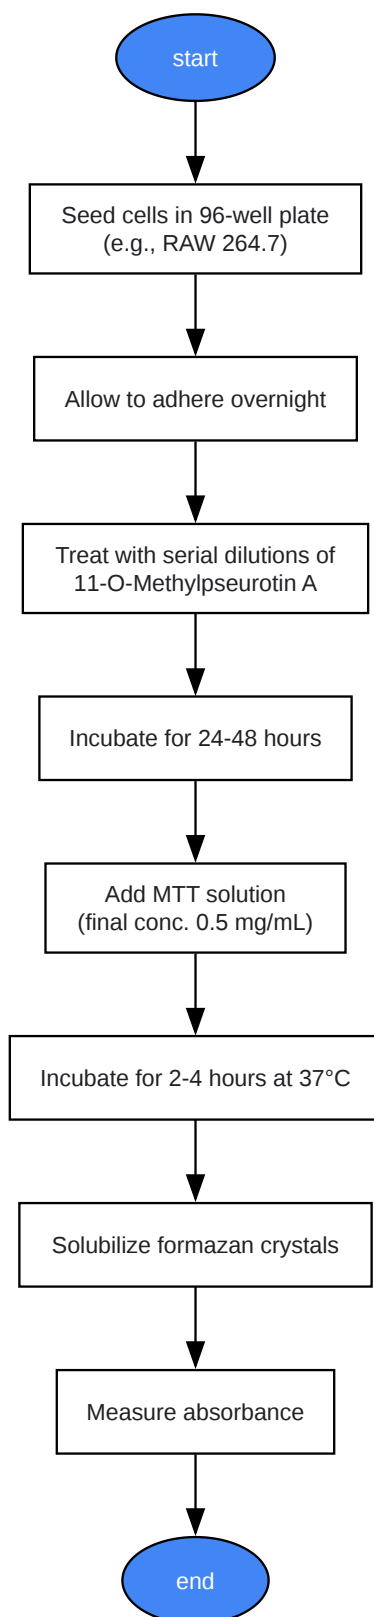 start
Seed cells in 96-well plate
(e.g., RAW 264.7)
Allow to adhere overnight
Treat with serial dilutions of
11-O-Methylpseurotin A
Incubate for 24-48 hours
Add MTT solution
(final conc. 0.5 mg/mL)
Incubate for 2-4 hours at 37°C
Solubilize formazan crystals
Measure absorbance
end